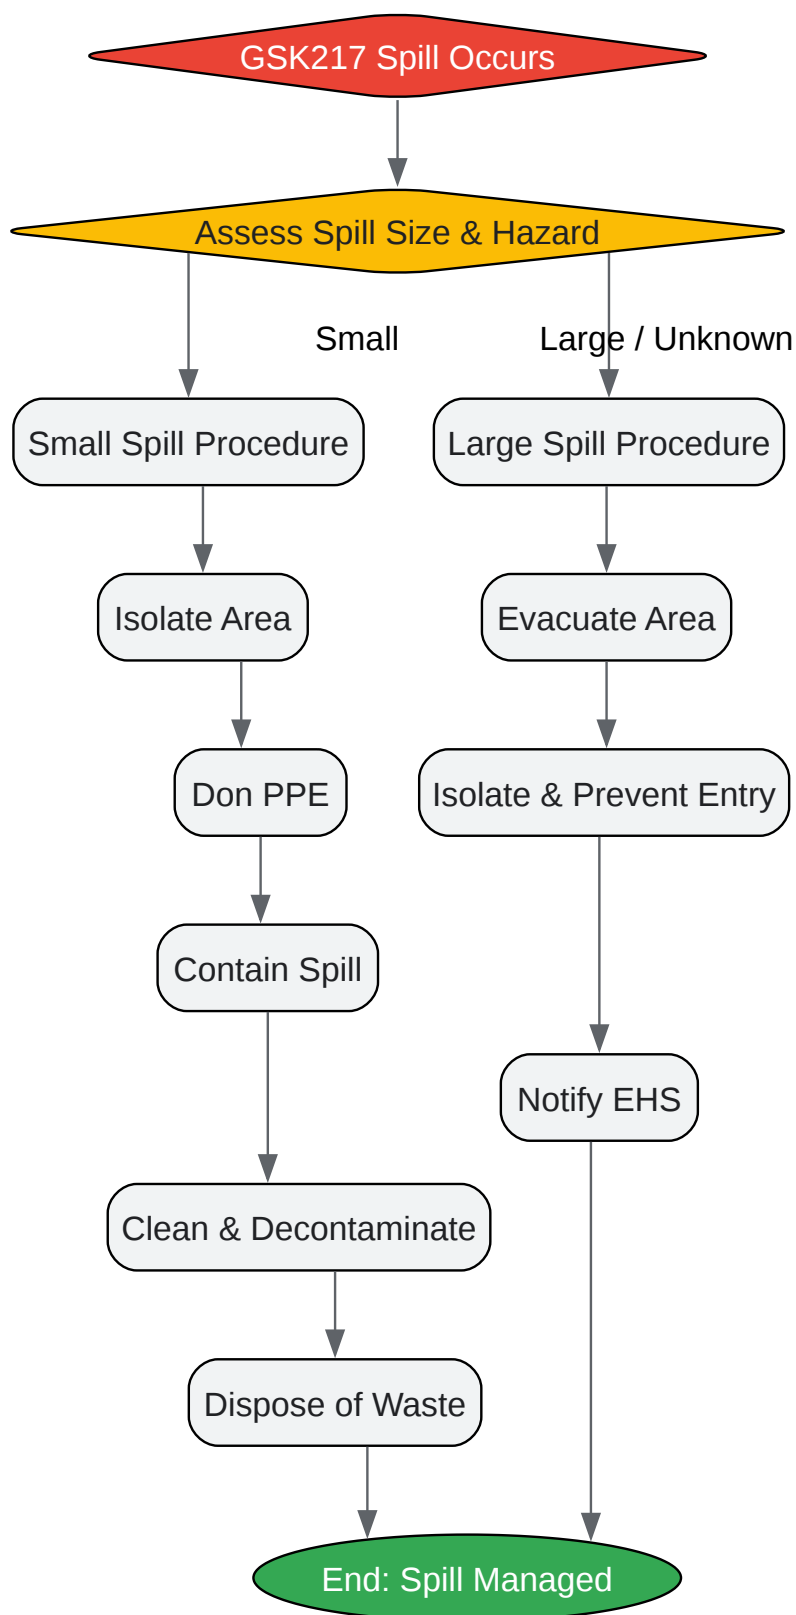 GSK217 Spill Occurs
Assess Spill Size & Hazard
Small
Large / Unknown
Small Spill Procedure
Large Spill Procedure
Isolate Area
Evacuate Area
Don PPE
Isolate & Prevent Entry
Contain Spill
Notify EHS
Clean & Decontaminate
Dispose of Waste
End: Spill Managed